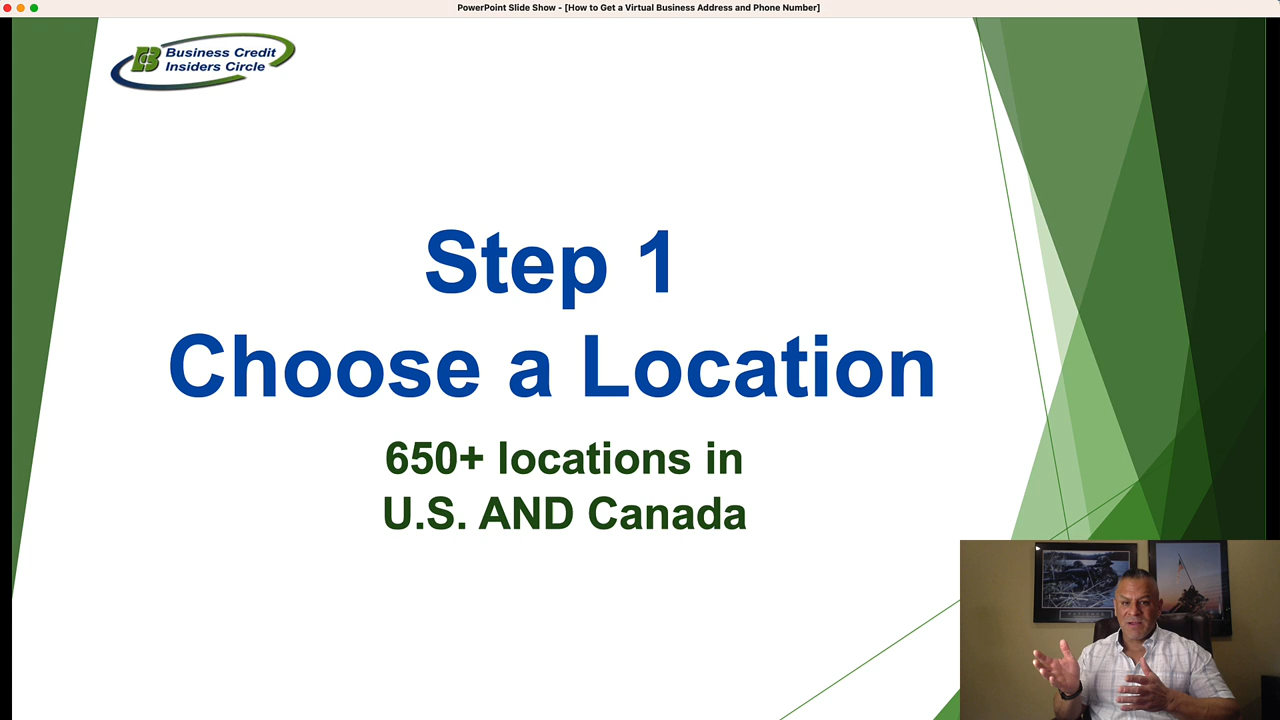 PowerPoint Slide Show - [How to Get a Virtual Business Address and Phone Number]
Business Credit
Insiders Circle
Step 1
Choose a Location
650+ locations in
U.S. AND Canada